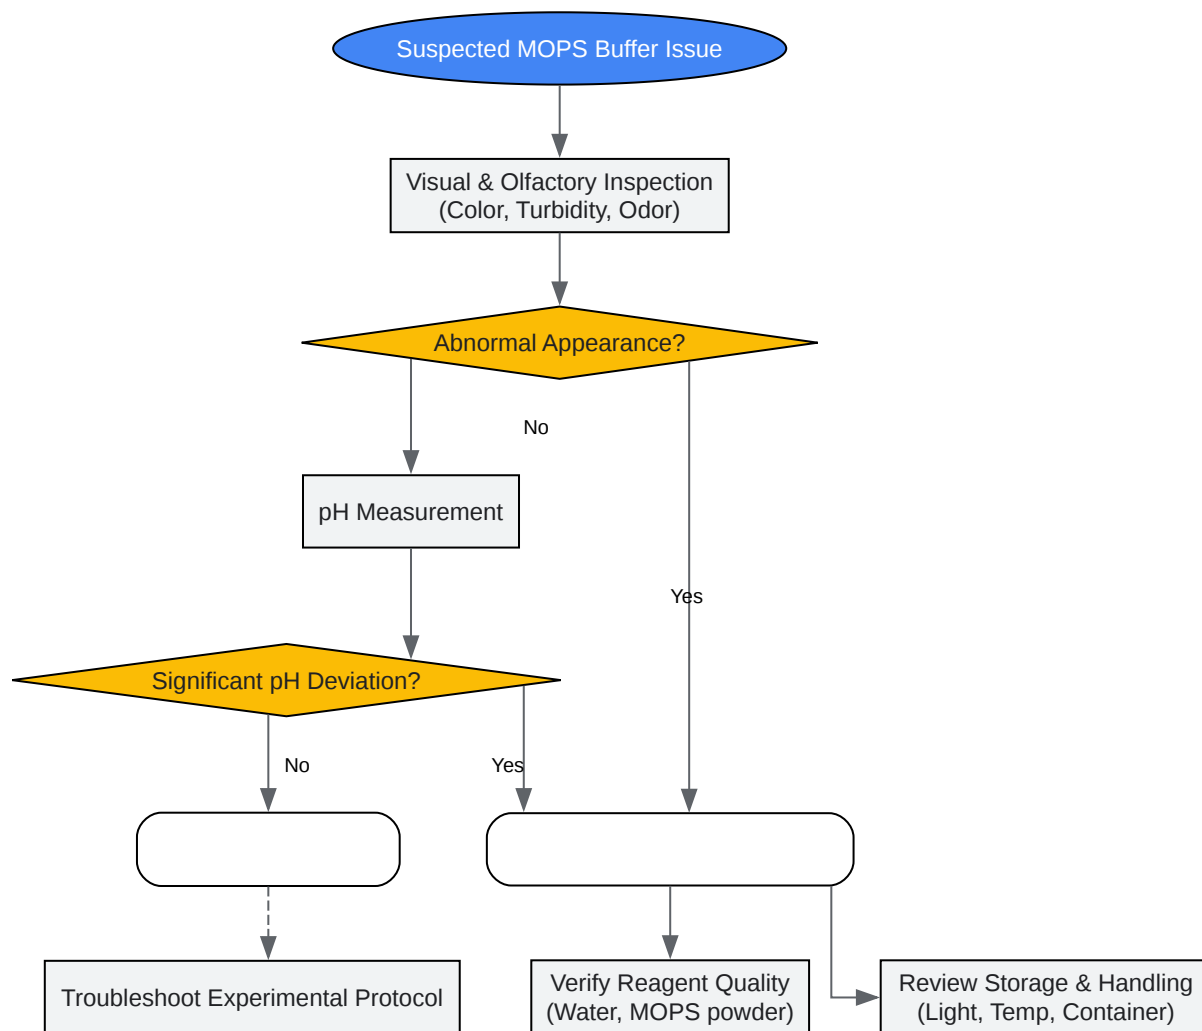 Suspected MOPS Buffer Issue
Visual & Olfactory Inspection
(Color, Turbidity, Odor)
Abnormal Appearance?
No
pH Measurement
Yes
Significant pH Deviation?
No
Yes
Troubleshoot Experimental Protocol
Verify Reagent Quality
(Water, MOPS powder)
Review Storage & Handling
(Light, Temp, Container)